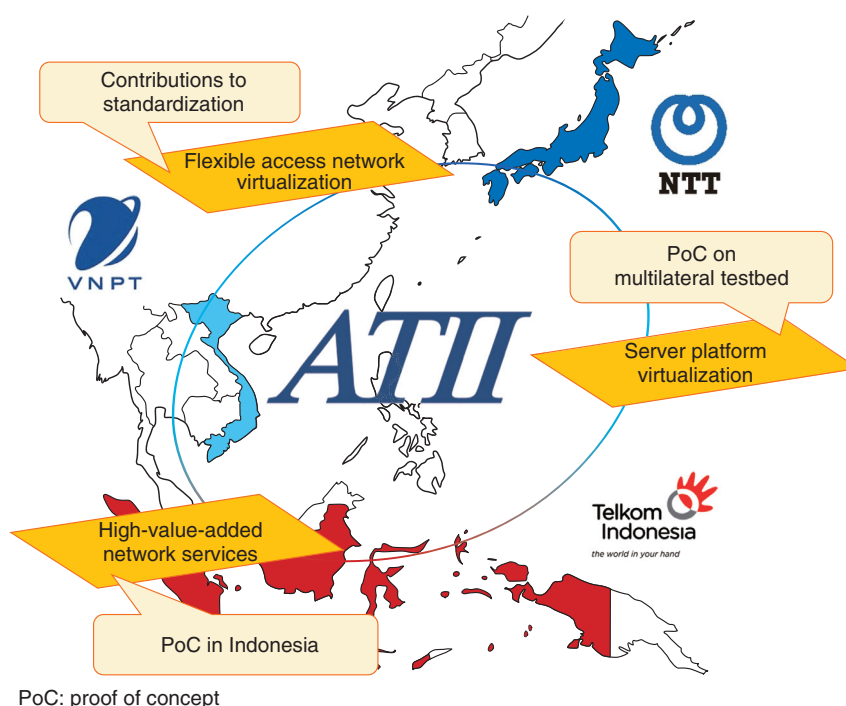 Contributions to
standardization
Flexible access network
virtualization
NTT
VNPT
PoC on
multilateral testbed
ATII
Server platform
virtualization
Telkom
Indonesia
the world in your hand
High-value-added
network services
PoC in Indonesia
PoC: proof of concept